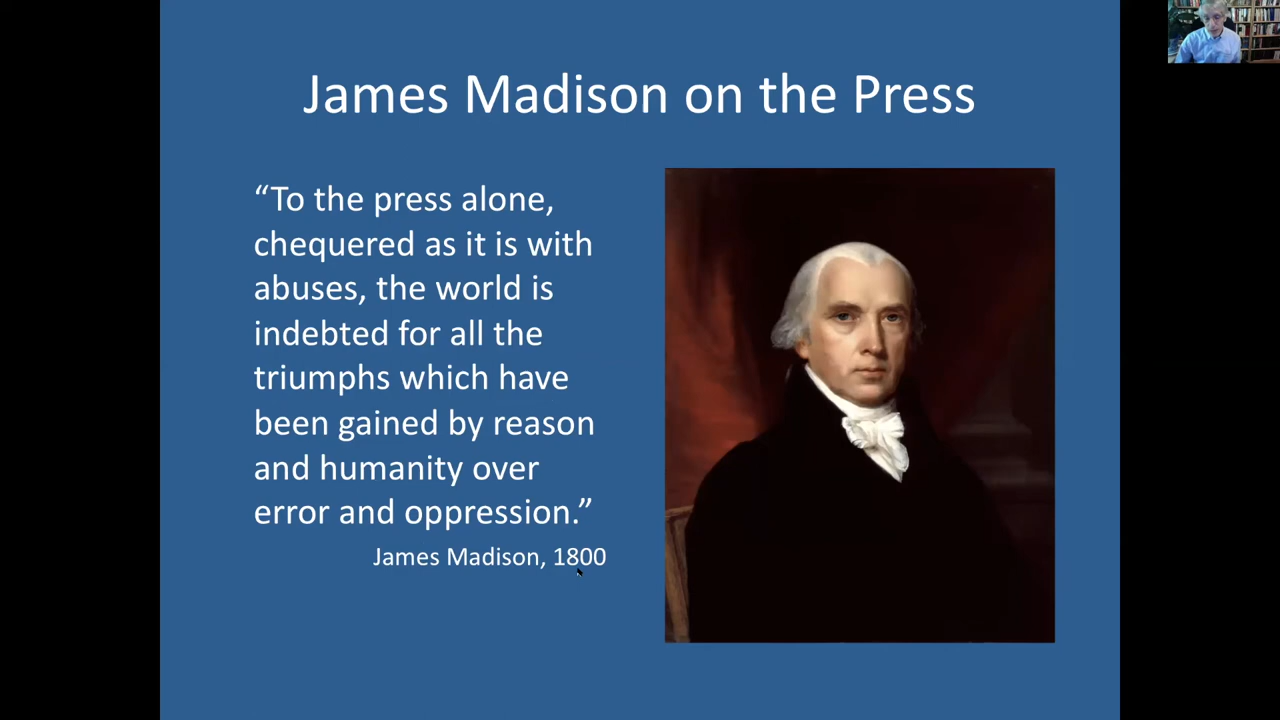 James Madison on the Press
“To the press alone,
chequered as it is with
abuses, the world is
indebted for all the
triumphs which have
been gained by reason
and humanity over
error and oppression.”
James Madison, 1800